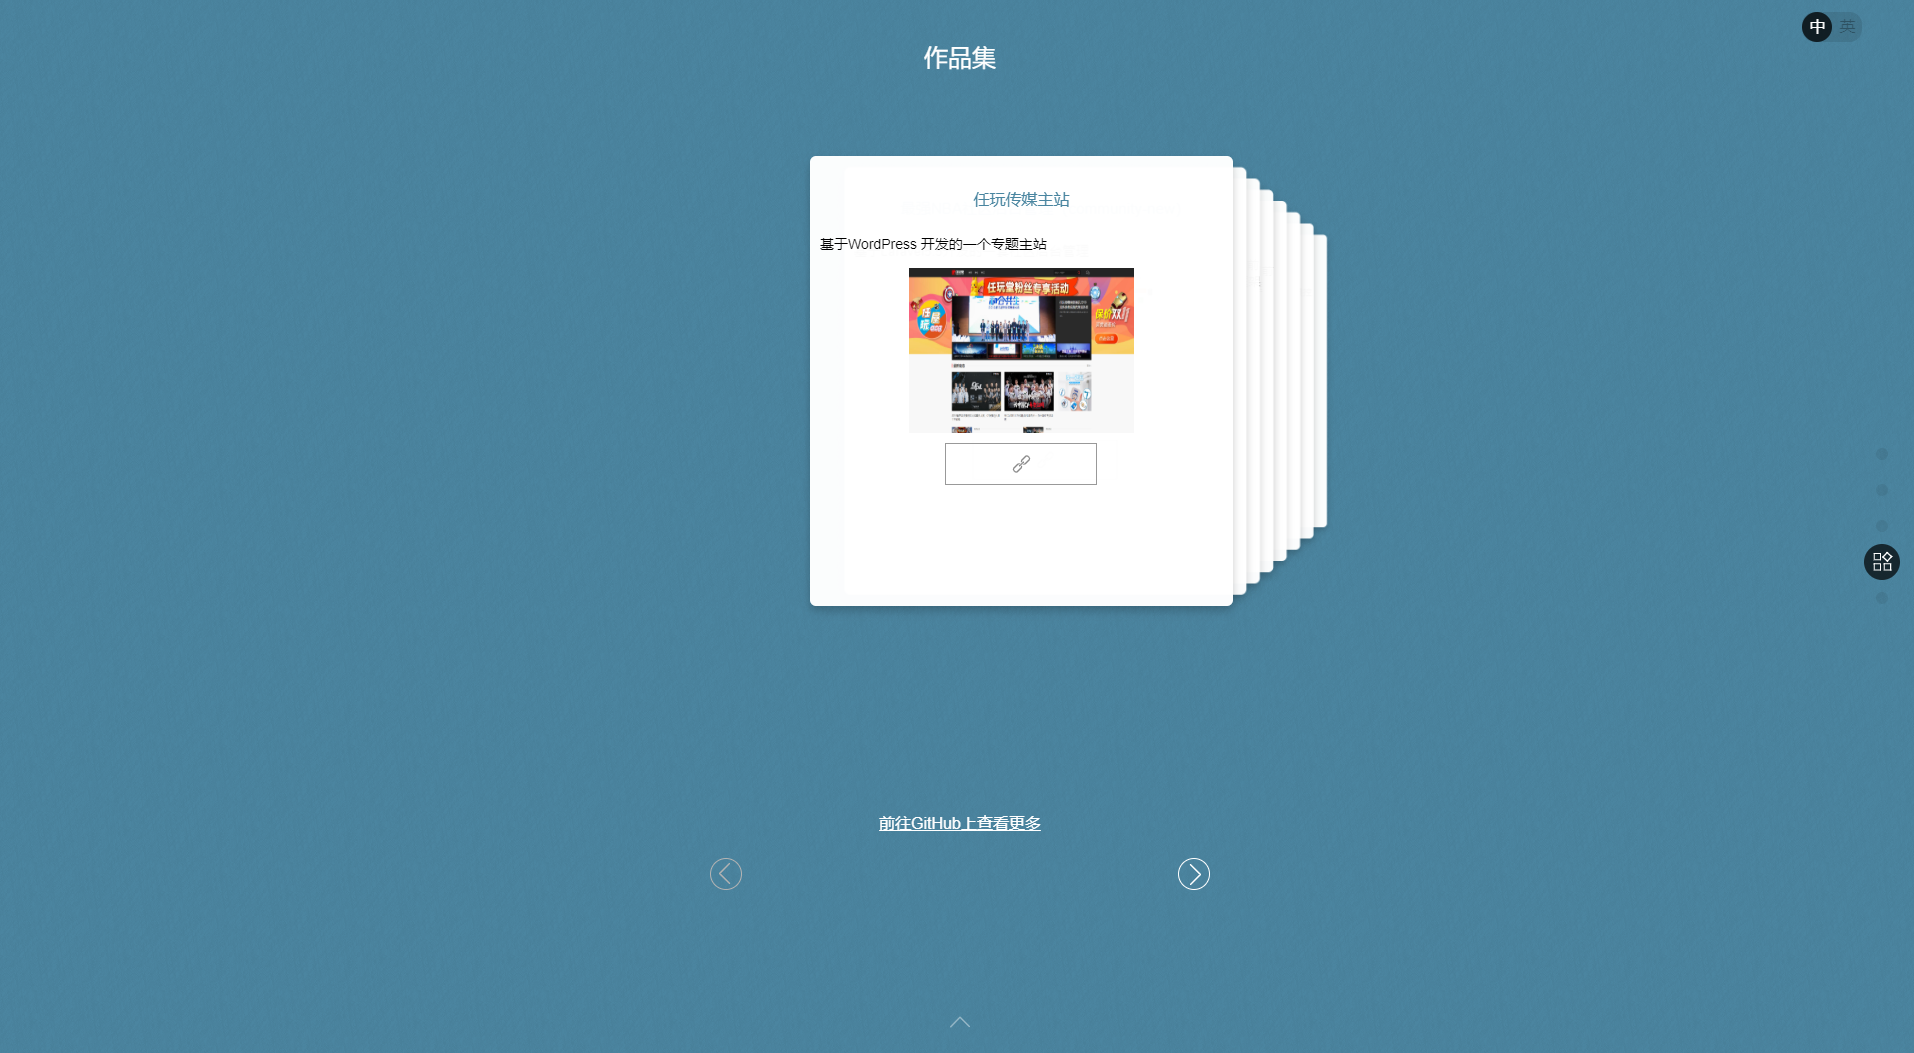 中 英
作品集
任玩传媒主站
基于WordPress 开发的一个专题主站
任玩堂粉丝专享活动
前往GitHub上查看更多